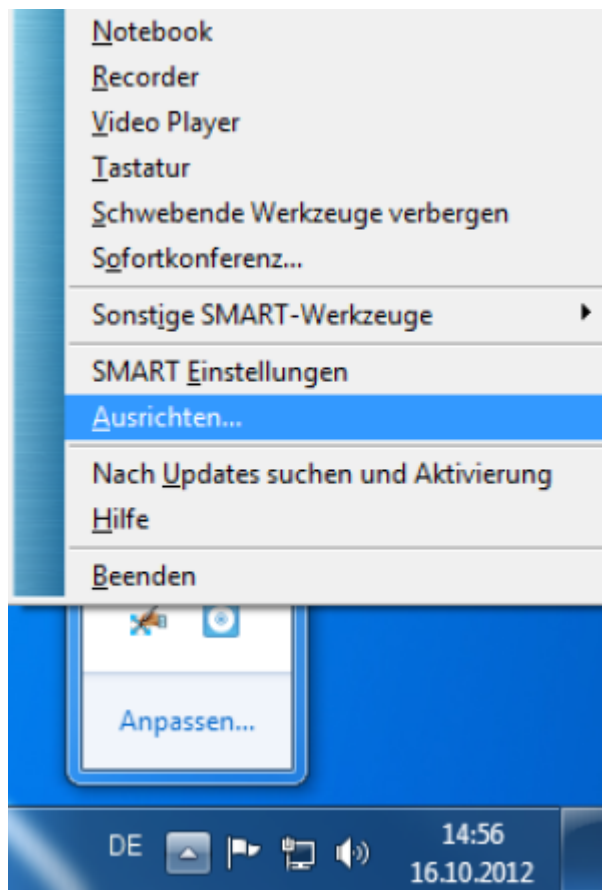 Notebook
Recorder
Video Player
Tastatur
Schwebende Werkzeuge verbergen
Sofortkonferenz...
Sonstige SMART-Werkzeuge
SMART Einstellungen
Ausrichten...
Nach Updates suchen und Aktivierung
Hilfe
Beenden
Anpassen...
DE
14:56
16.10.2012